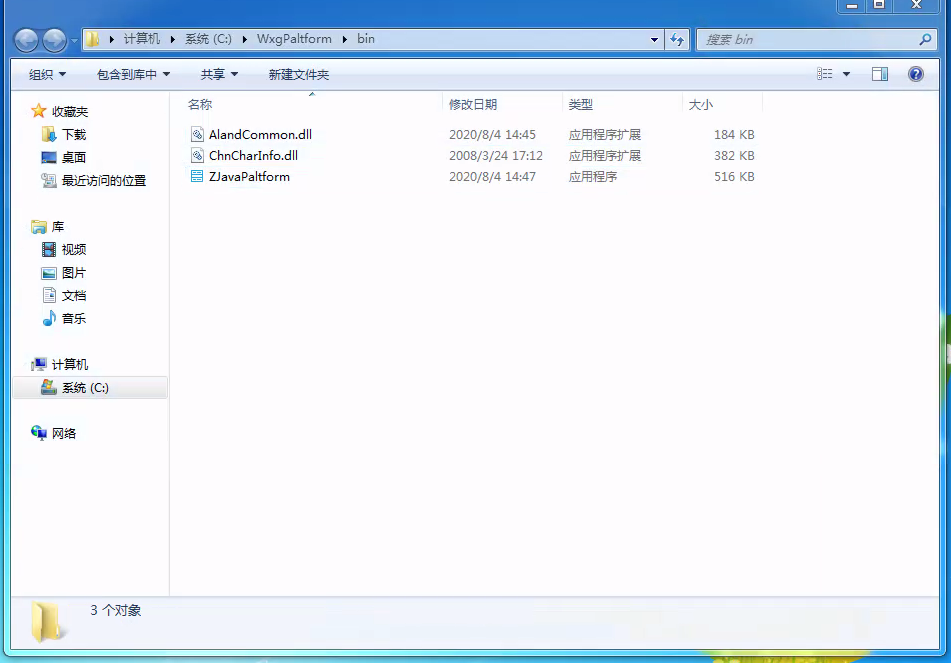 计算机 系统 (C:) WxgPaltform bin
搜索 bin
组织 包含到库中 共享 新建文件夹
收藏夹
下载
桌面
最近访问的位置
库
视频
图片
文档
音乐
计算机
系统 (C:)
网络
名称 修改日期 类型 大小
AlandCommon.dll 2020/8/4 14:45 应用程序扩展 184 KB
ChnCharInfo.dll 2008/3/24 17:12 应用程序扩展 382 KB
ZJavaPaltform 2020/8/4 14:47 应用程序 516 KB
3 个对象